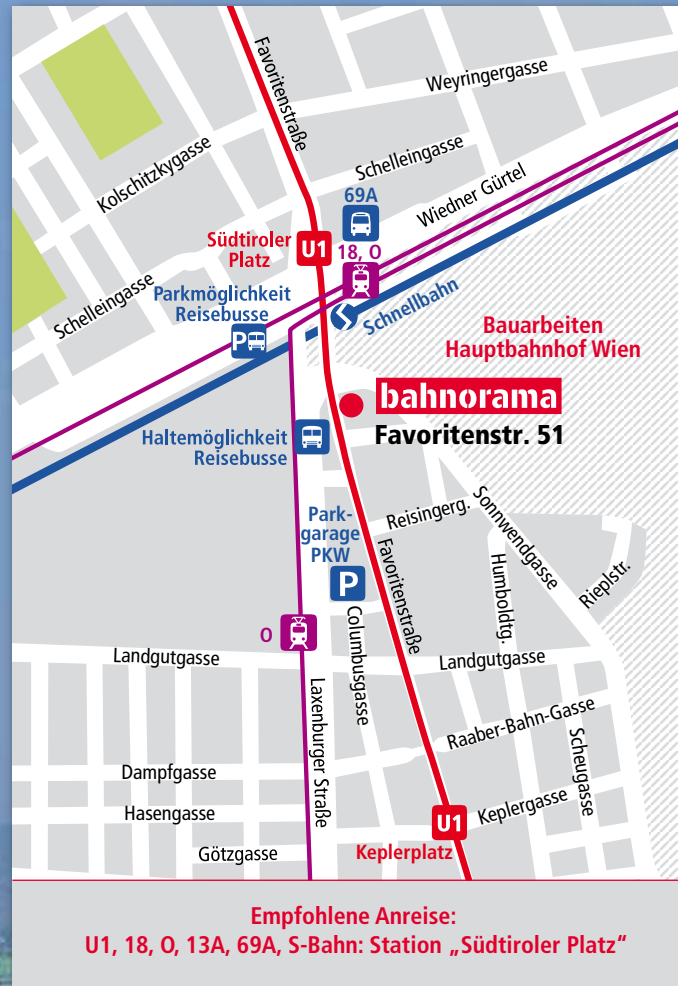 Favoritenstraße
Weyringergasse
Kolschitzkygasse
Schelleingasse
69A
Wiedner Gürtel
Südtiroler
Platz
U1
18, O
Schelleingasse
Parkmöglichkeit
Reisebusse
P
S
Schnellbahn
Bauarbeiten
Hauptbahnhof Wien
bahnorama
Favoritenstr. 51
Haltemöglichkeit
Reisebusse
Park-
garage
PKW
P
Reisingerg.
Sonnwendgasse
Favoritenstraße
Humboldtg.
Rieplstr.
O
Columbusgasse
Landgutgasse
Landgutgasse
Laxenburger Straße
Raaber-Bahn-Gasse
Scheugasse
Dampfgasse
Hasengasse
Keplergasse
U1
Götzgasse
Keplerplatz
Empfohlene Anreise:
U1, 18, O, 13A, 69A, S-Bahn: Station „Südtiroler Platz“